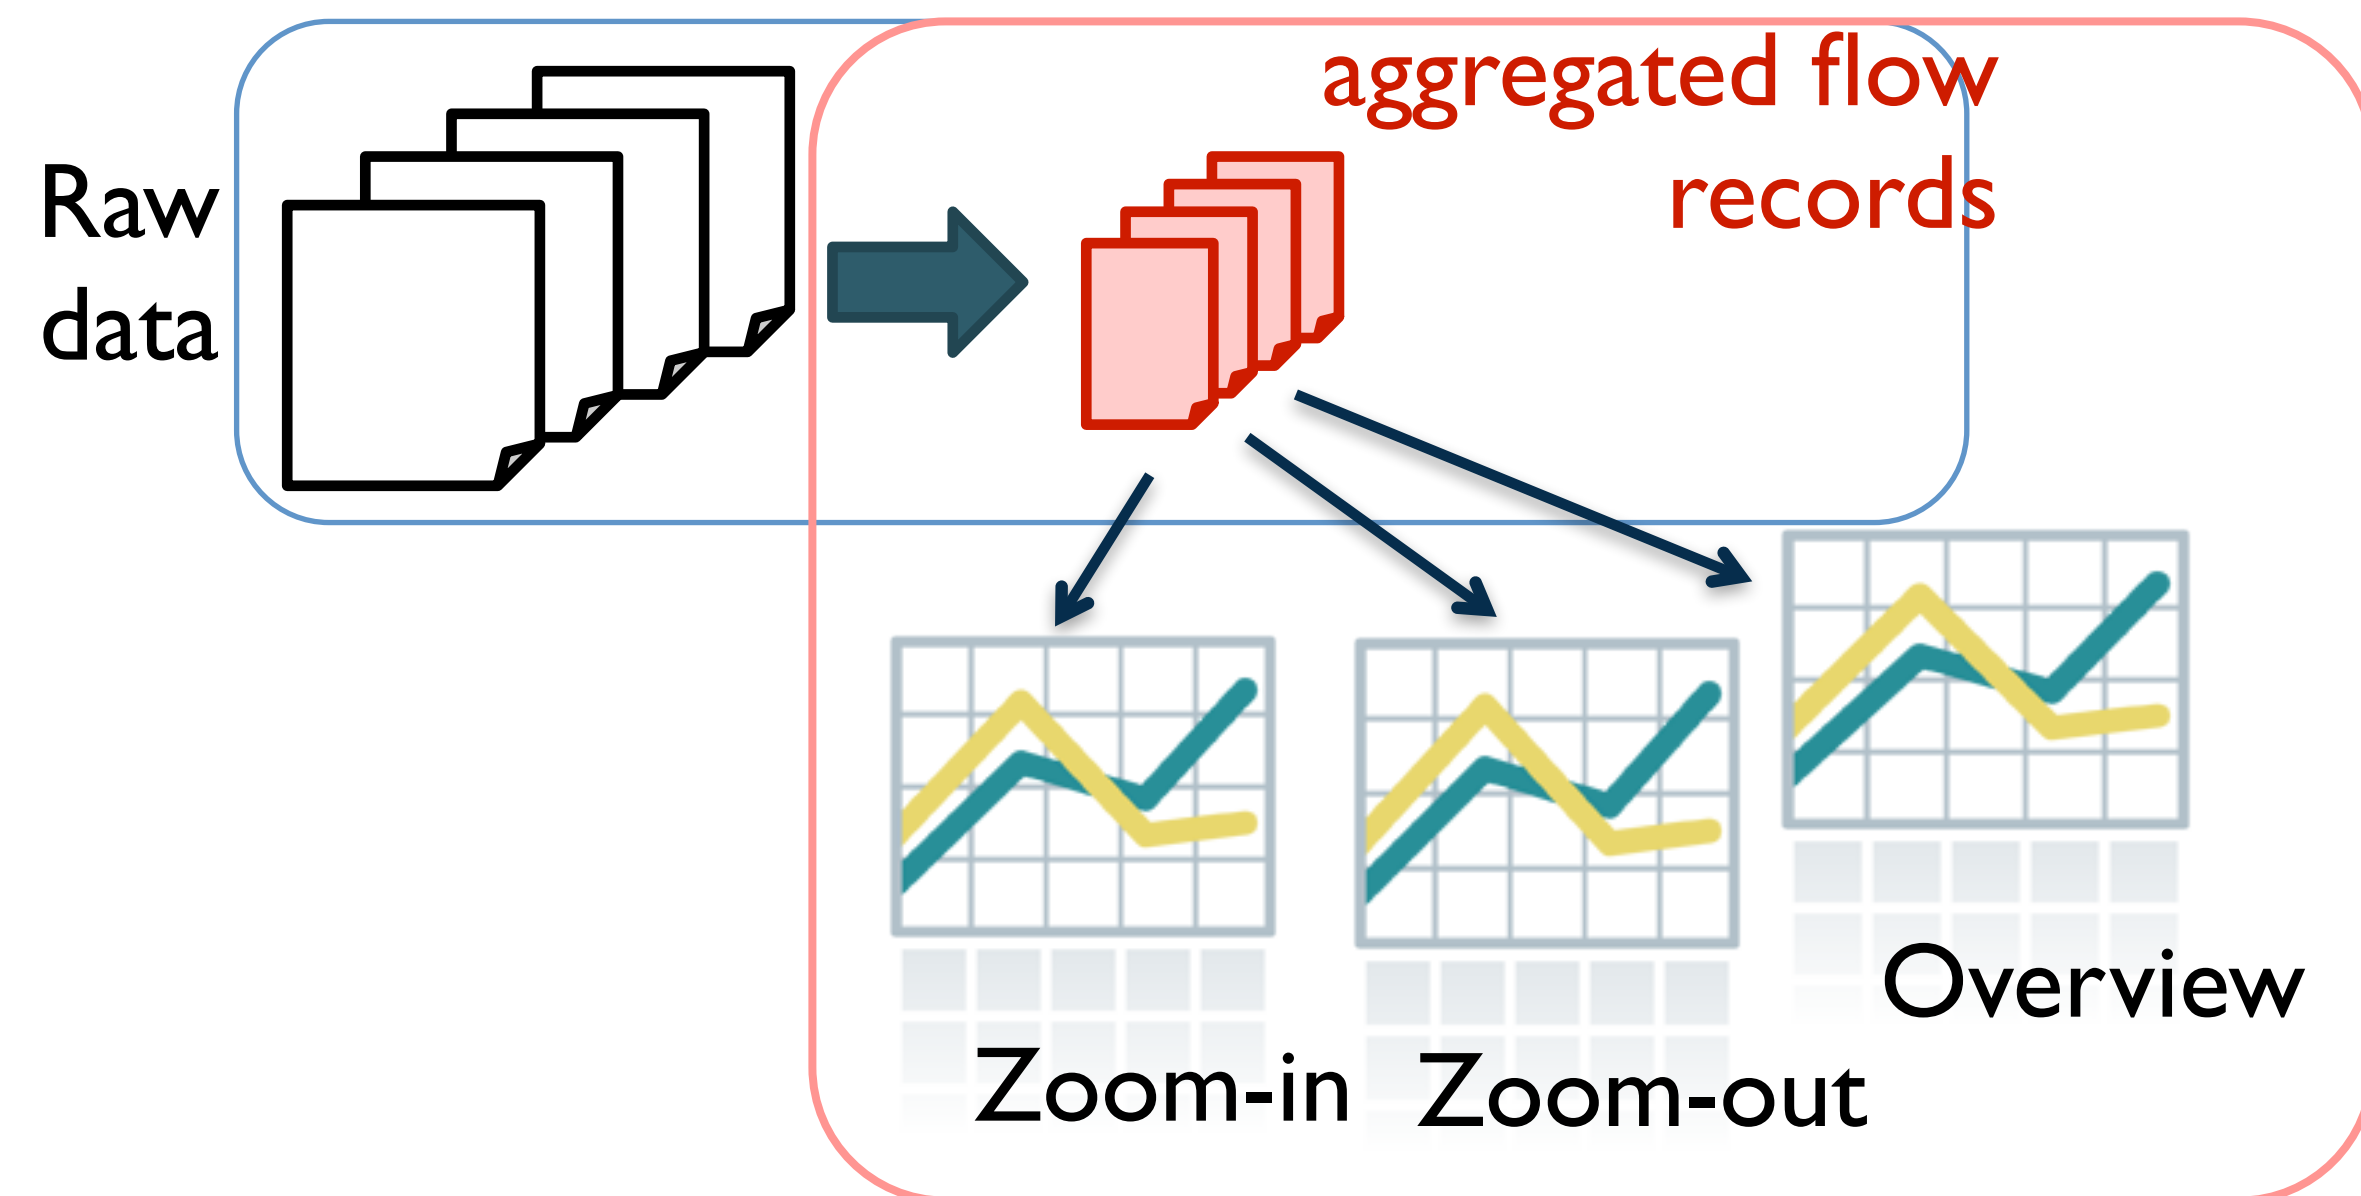 Raw
data
aggregated flow
records
Zoom-in
Zoom-out
Overview